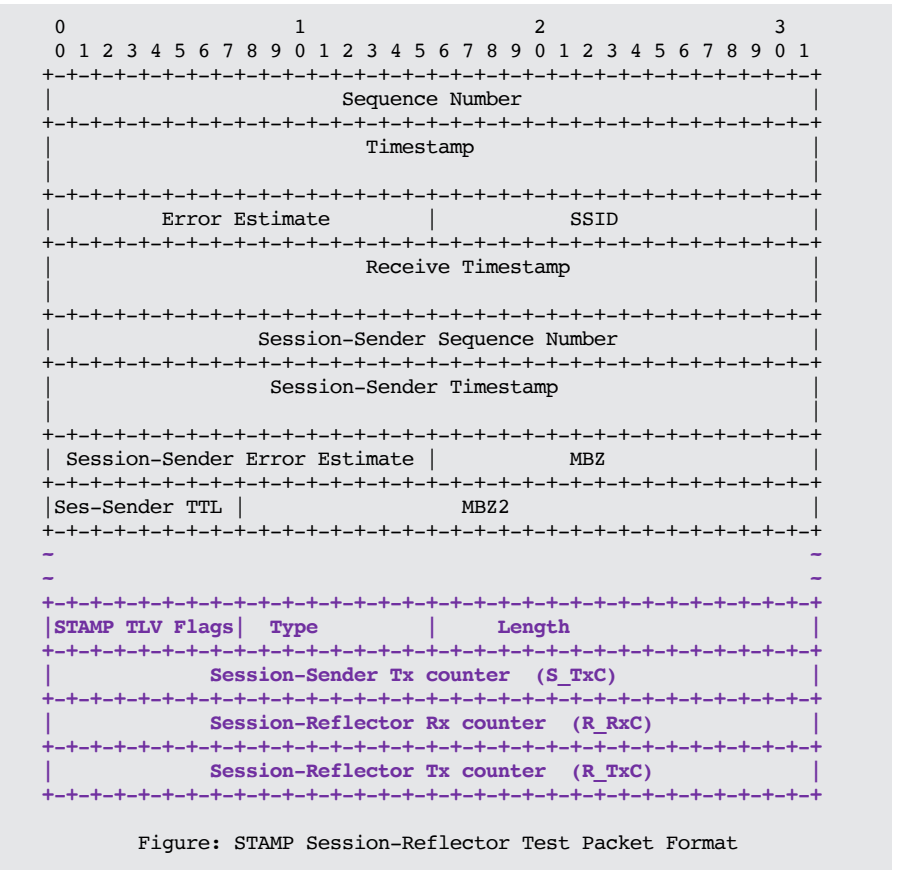 0                   1                   2                   3
0 1 2 3 4 5 6 7 8 9 0 1 2 3 4 5 6 7 8 9 0 1 2 3 4 5 6 7 8 9 0 1
+-+-+-+-+-+-+-+-+-+-+-+-+-+-+-+-+-+-+-+-+-+-+-+-+-+-+-+-+-+-+-+-+
|                        Sequence Number                        |
+-+-+-+-+-+-+-+-+-+-+-+-+-+-+-+-+-+-+-+-+-+-+-+-+-+-+-+-+-+-+-+-+
|                          Timestamp                            |
|                                                               |
+-+-+-+-+-+-+-+-+-+-+-+-+-+-+-+-+-+-+-+-+-+-+-+-+-+-+-+-+-+-+-+-+
|         Error Estimate        |           SSID                |
+-+-+-+-+-+-+-+-+-+-+-+-+-+-+-+-+-+-+-+-+-+-+-+-+-+-+-+-+-+-+-+-+
|                          Receive Timestamp                    |
|                                                               |
+-+-+-+-+-+-+-+-+-+-+-+-+-+-+-+-+-+-+-+-+-+-+-+-+-+-+-+-+-+-+-+-+
|                 Session-Sender Sequence Number                |
+-+-+-+-+-+-+-+-+-+-+-+-+-+-+-+-+-+-+-+-+-+-+-+-+-+-+-+-+-+-+-+-+
|                  Session-Sender Timestamp                     |
|                                                               |
+-+-+-+-+-+-+-+-+-+-+-+-+-+-+-+-+-+-+-+-+-+-+-+-+-+-+-+-+-+-+-+-+
| Session-Sender Error Estimate |           MBZ                 |
+-+-+-+-+-+-+-+-+-+-+-+-+-+-+-+-+-+-+-+-+-+-+-+-+-+-+-+-+-+-+-+-+
|Ses-Sender TTL |                  MBZ2                         |
+-+-+-+-+-+-+-+-+-+-+-+-+-+-+-+-+-+-+-+-+-+-+-+-+-+-+-+-+-+-+-+-+
~                                                               ~
~                                                               ~
+-+-+-+-+-+-+-+-+-+-+-+-+-+-+-+-+-+-+-+-+-+-+-+-+-+-+-+-+-+-+-+-+
|STAMP TLV Flags|  Type         |     Length                    |
+-+-+-+-+-+-+-+-+-+-+-+-+-+-+-+-+-+-+-+-+-+-+-+-+-+-+-+-+-+-+-+-+
|             Session-Sender Tx counter  (S_TxC)                |
+-+-+-+-+-+-+-+-+-+-+-+-+-+-+-+-+-+-+-+-+-+-+-+-+-+-+-+-+-+-+-+-+
|             Session-Reflector Rx counter  (R_RxC)             |
+-+-+-+-+-+-+-+-+-+-+-+-+-+-+-+-+-+-+-+-+-+-+-+-+-+-+-+-+-+-+-+-+
|             Session-Reflector Tx counter  (R_TxC)             |
+-+-+-+-+-+-+-+-+-+-+-+-+-+-+-+-+-+-+-+-+-+-+-+-+-+-+-+-+-+-+-+-+
Figure: STAMP Session-Reflector Test Packet Format